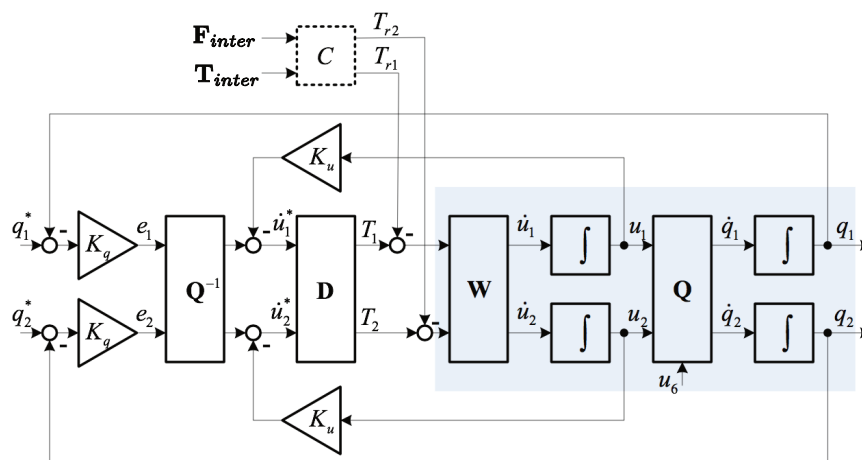 F_inter
T_inter
C
T_r2
T_r1
K_u
q_1^*
-
K_q
e_1
Q^{-1}
-
u̇_1^*
D
T_1
-
W
u̇_1
∫
u_1
Q
q̇_1
∫
q_1
q_2^*
-
K_q
e_2
-
u̇_2^*
T_2
-
u̇_2
∫
u_2
q̇_2
∫
q_2
u_6
K_u